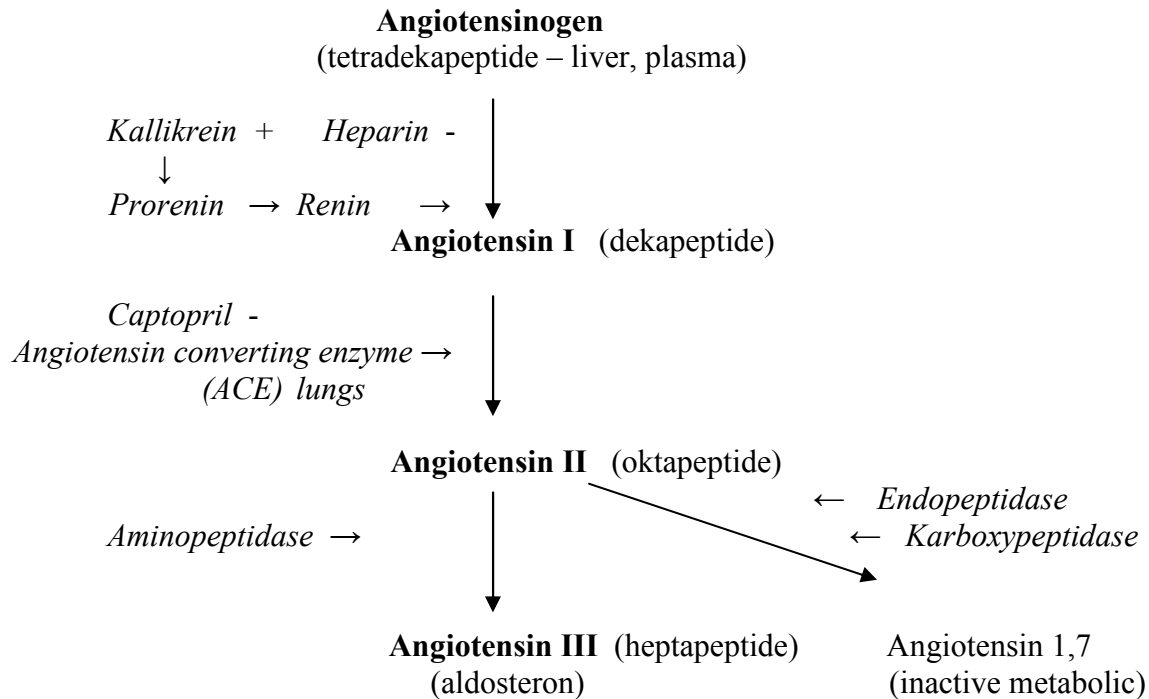 Angiotensinogen
(tetradekapeptide – liver, plasma)
Kallikrein + Heparin -
↓
Prorenin → Renin →
Angiotensin I (dekapeptide)
Captopril -
Angiotensin converting enzyme →
(ACE) lungs
Angiotensin II (oktapeptide)
← Endopeptidase
Aminopeptidase → ← Karboxypeptidase
Angiotensin III (heptapeptide) Angiotensin 1,7
(aldosteron) (inactive metabolic)